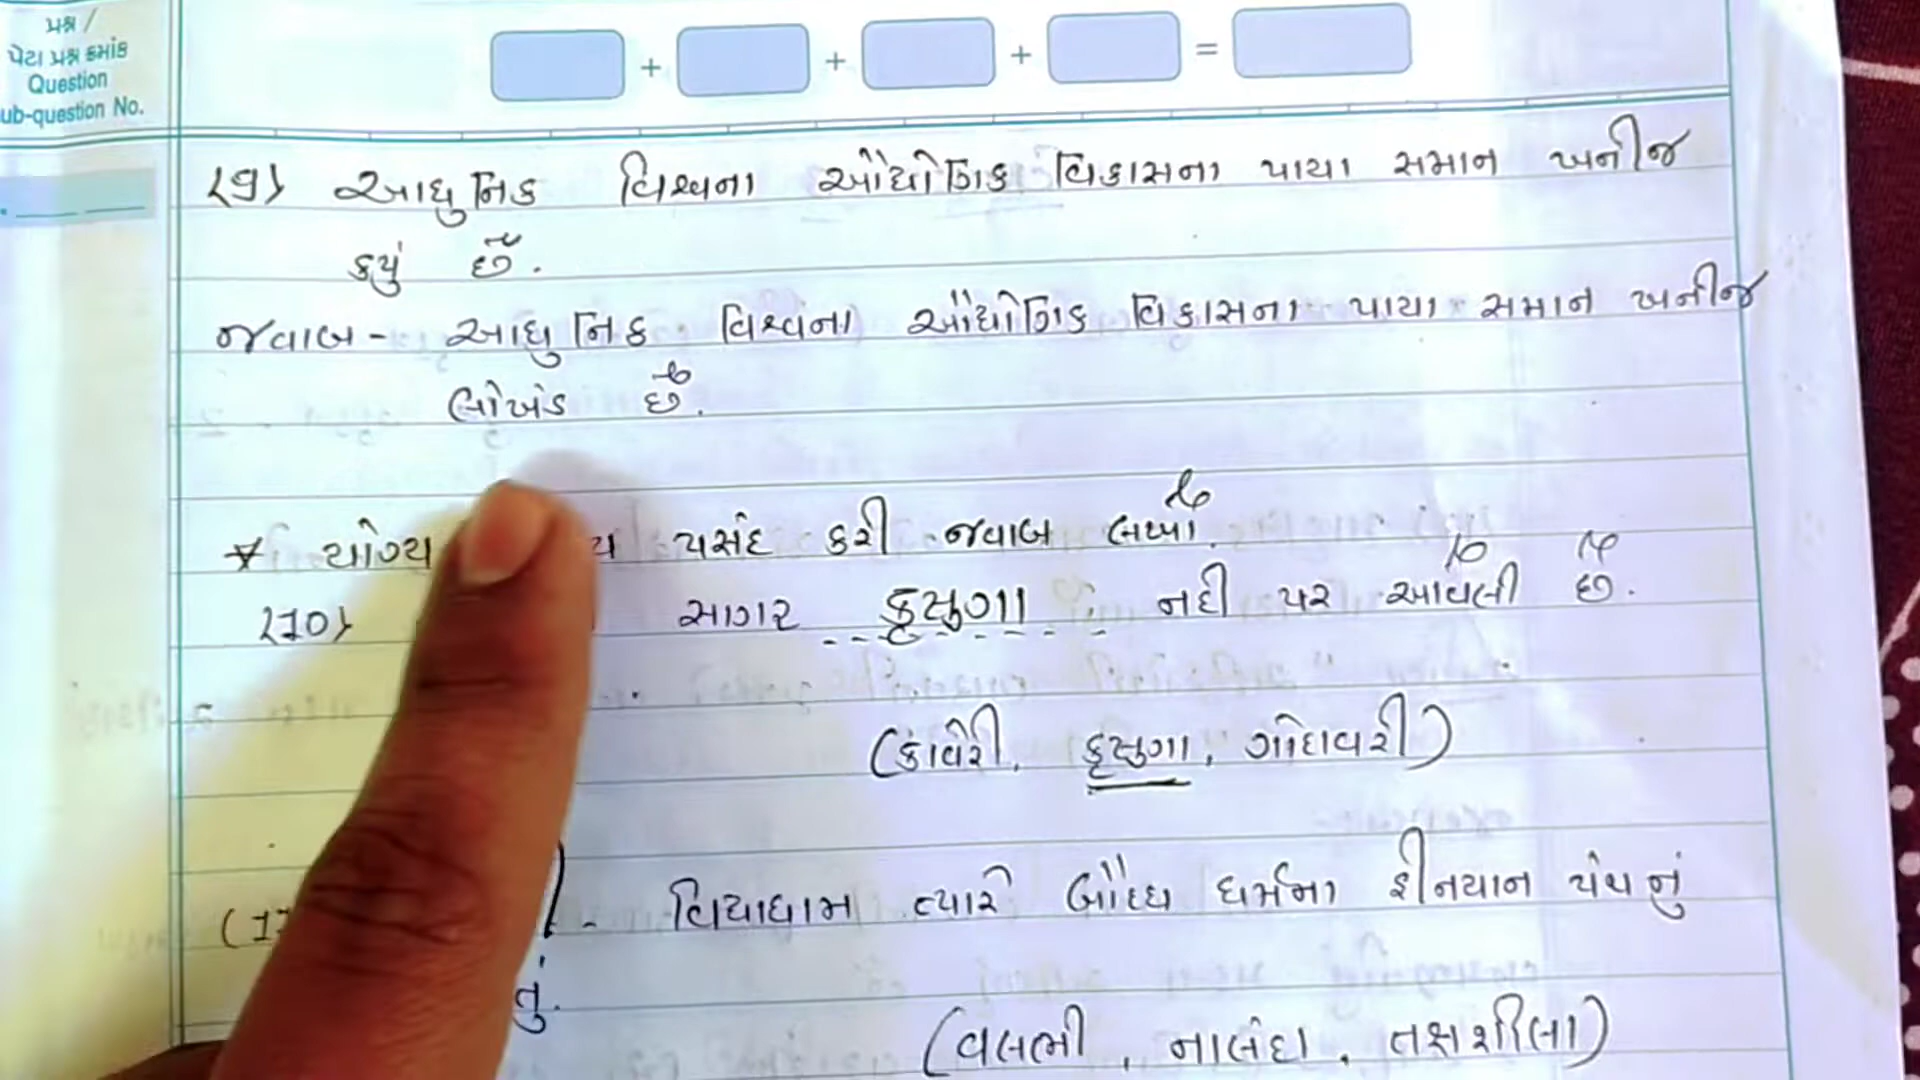 પ્રશ્ન /
પેટા પ્રશ્ન ક્રમાંક
Question
ub-question No.
+ + + =
(9) આધુનિક વિશ્વના ઔદ્યોગિક વિકાસના પાયા સમાન ખનીજ
કયું છે.
જવાબ - આધુનિક વિશ્વના ઔદ્યોગિક વિકાસના પાયા સમાન ખનીજ
લોખંડ છે.
* યોગ્ય પસંદ કરી જવાબ લખો.
(10) સાગર કૃષ્ણા નદી પર આવેલી છે.
(કાવેરી, કૃષ્ણા, ગોદાવરી)
વિદ્યાધામ ત્યારે બૌદ્ધ ધર્મના હીનયાન પંથનું
(વલભી, નાલંદા, તક્ષશીલા)